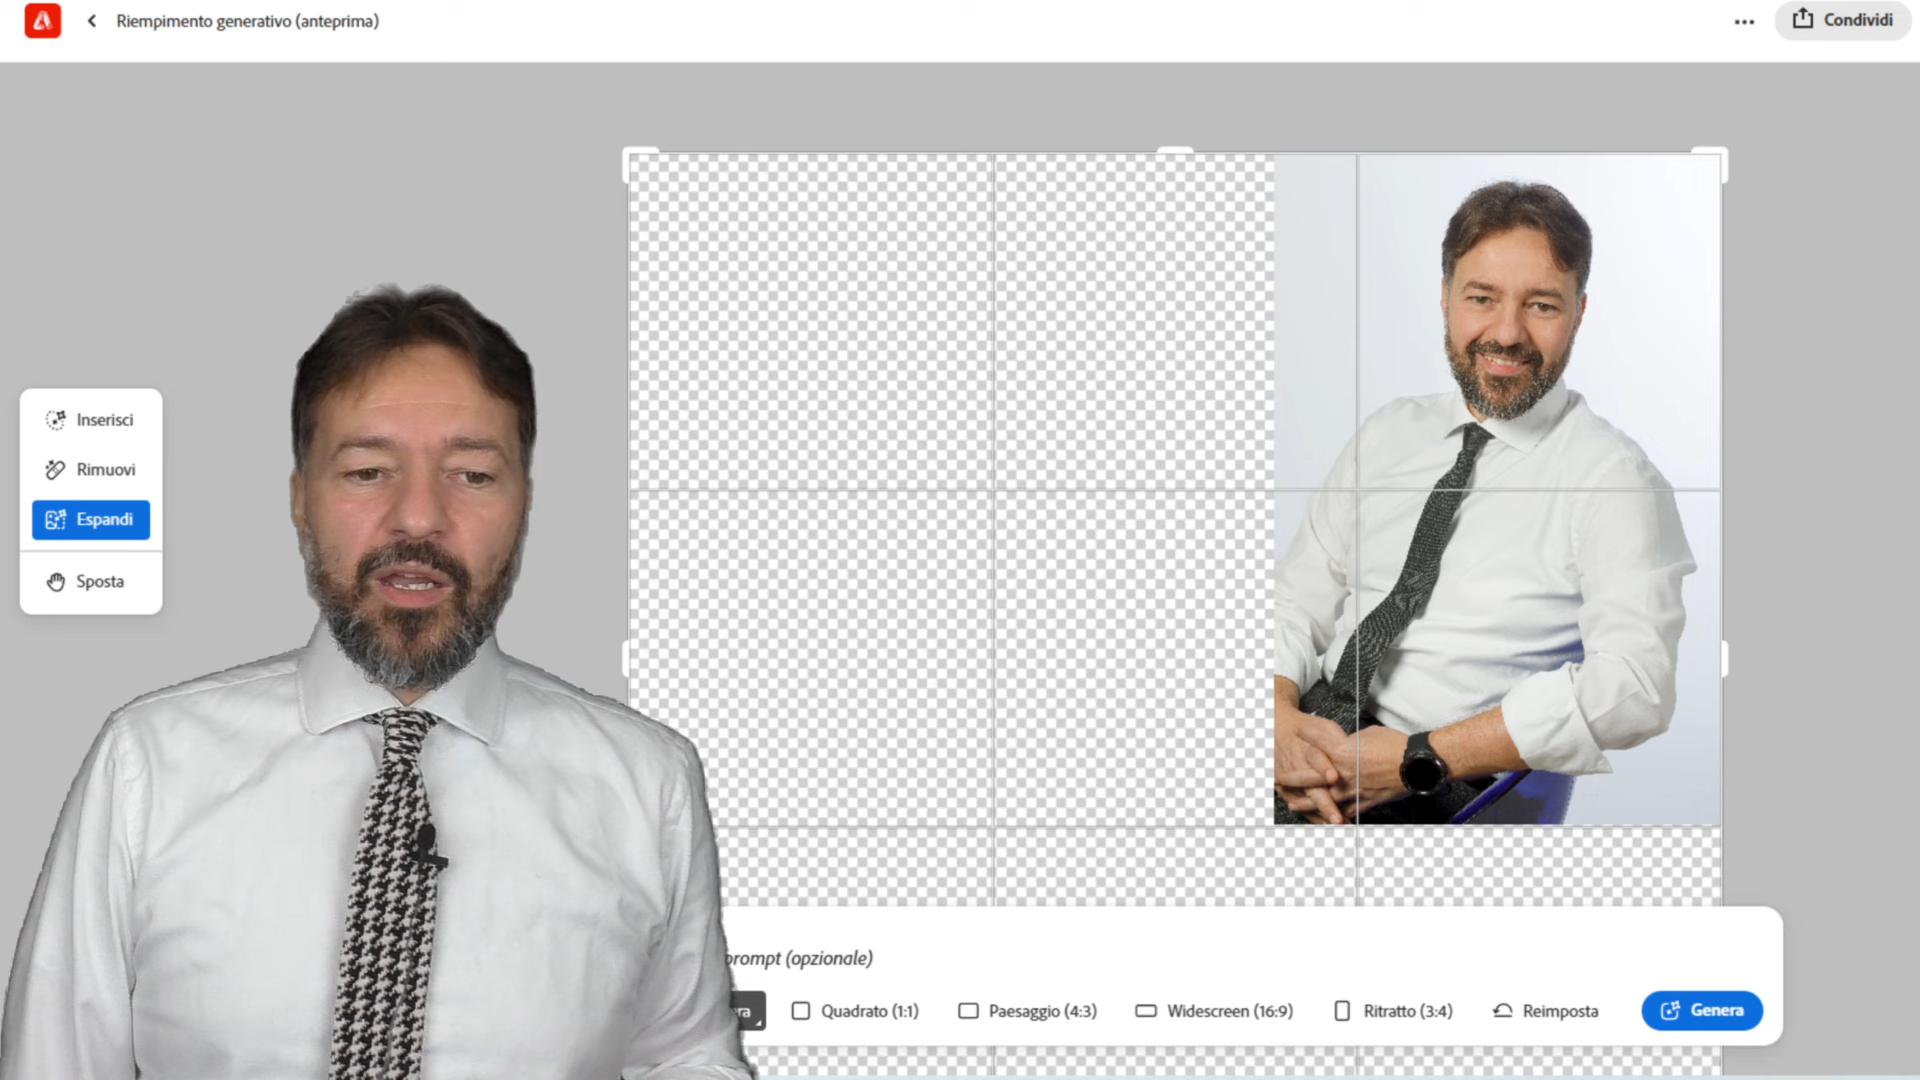 Riempimento generativo (anteprima)
Condividi
Inserisci
Rimuovi
Espandi
Sposta
prompt (opzionale)
Quadrato (1:1)
Paesaggio (4:3)
Widescreen (16:9)
Ritratto (3:4)
Reimposta
Genera